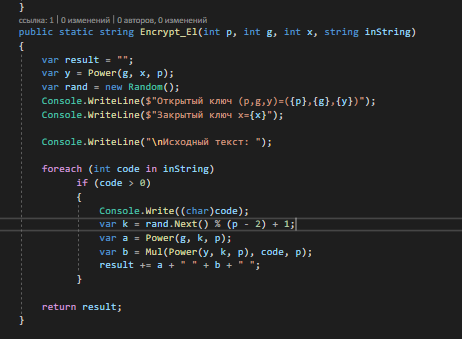 }
ссылка: 1 | 0 изменений | 0 авторов, 0 изменений
public static string Encrypt_El(int p, int g, int x, string inString)
{
var result = "";
var y = Power(g, x, p);
var rand = new Random();
Console.WriteLine($"Открытый ключ (p,g,y)=({p},{g},{y})");
Console.WriteLine($"Закрытый ключ x={x}");
Console.WriteLine("\nИсходный текст: ");
foreach (int code in inString)
if (code > 0)
{
Console.Write((char)code);
var k = rand.Next() % (p - 2) + 1;
var a = Power(g, k, p);
var b = Mul(Power(y, k, p), code, p);
result += a + " " + b + " ";
}
return result;
}